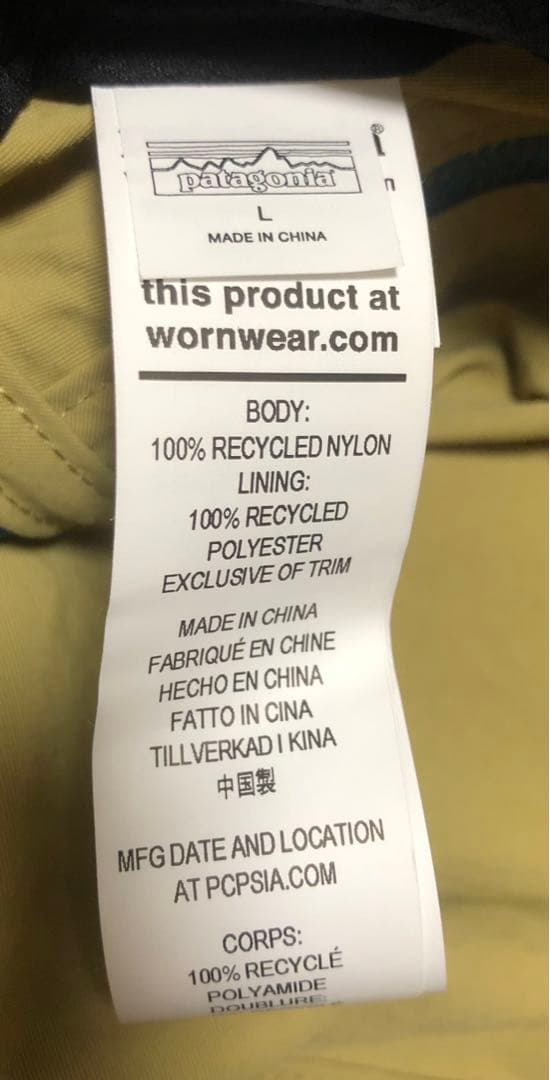 patagonia
L
MADE IN CHINA
this product at
wornwear.com
BODY:
100% RECYCLED NYLON
LINING:
100% RECYCLED
POLYESTER
EXCLUSIVE OF TRIM
MADE IN CHINA
FABRIQUÉ EN CHINE
HECHO EN CHINA
FATTO IN CINA
TILLVERKAD I KINA
中国製
MFG DATE AND LOCATION
AT PCPSIA.COM
CORPS:
100% RECYCLÉ
POLYAMIDE
DOUBLURE: